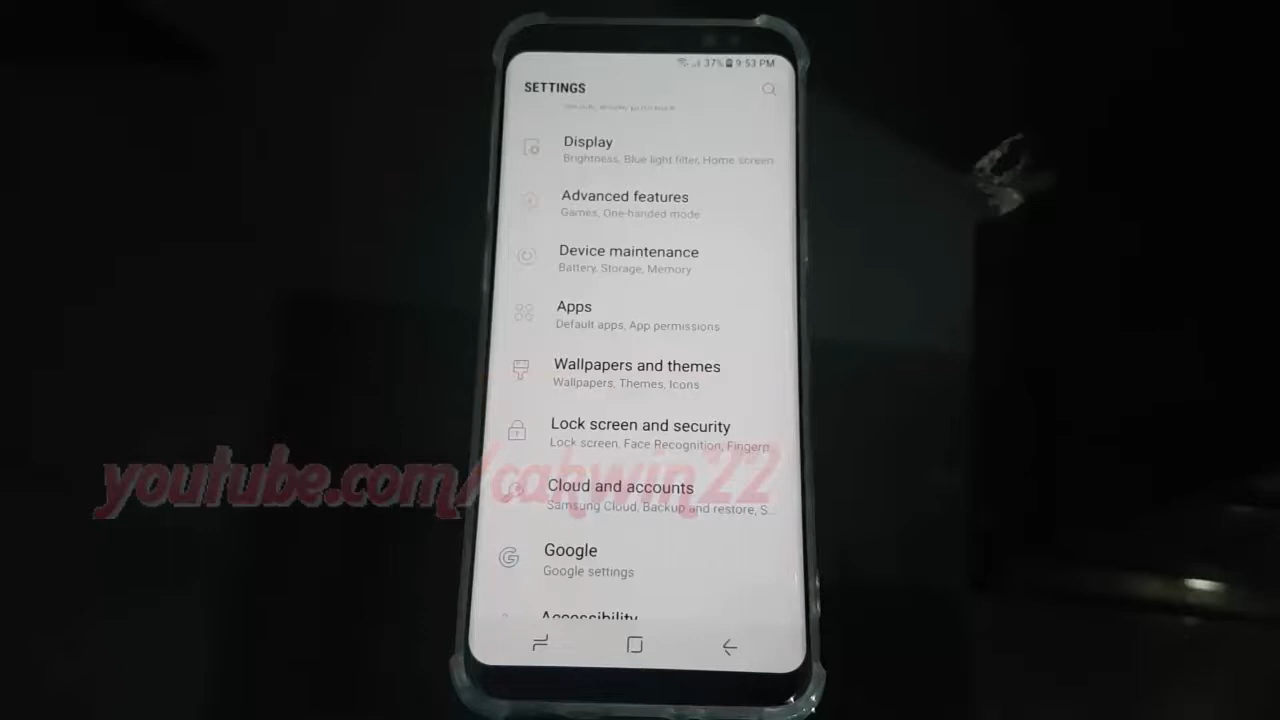 37% 9:53 PM
SETTINGS
Display
Brightness, Blue light filter, Home screen
Advanced features
Games, One-handed mode
Device maintenance
Battery, Storage, Memory
Apps
Default apps, App permissions
Wallpapers and themes
Wallpapers, Themes, Icons
Lock screen and security
Lock screen, Face Recognition, Fingerp
youtube.com/cahwin22
Cloud and accounts
Samsung Cloud, Backup and restore, S...
Google
Google settings
Accessibility